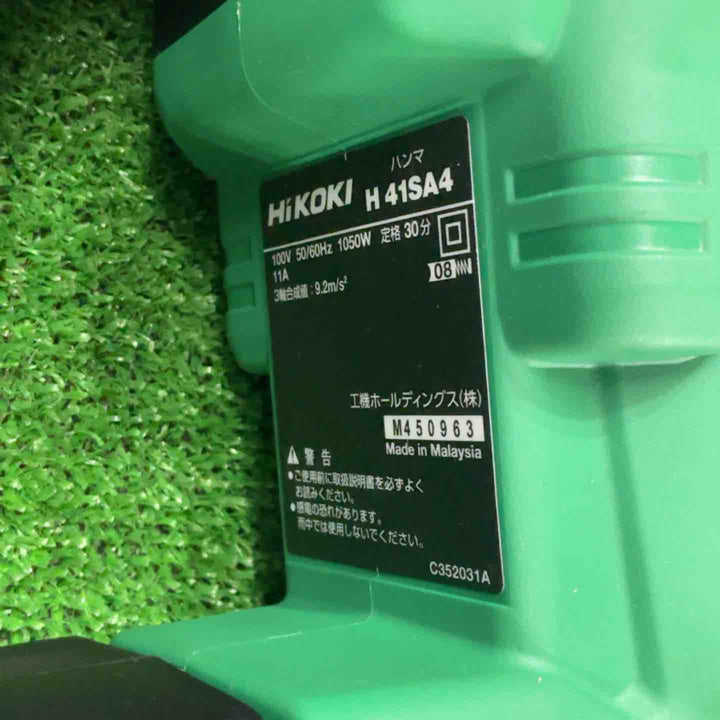 ハンマ
HiKOKI H 41SA4
100V 50/60Hz 1050W 定格 30分
11A
08
3軸合成値 : 9.2m/s²
工機ホールディングス(株)
M450963
Made in Malaysia
警告
●ご使用前に取扱説明書を必ずよく
お読みください。
●感電の恐れがあります。
雨中では使用しないでください。
C352031A